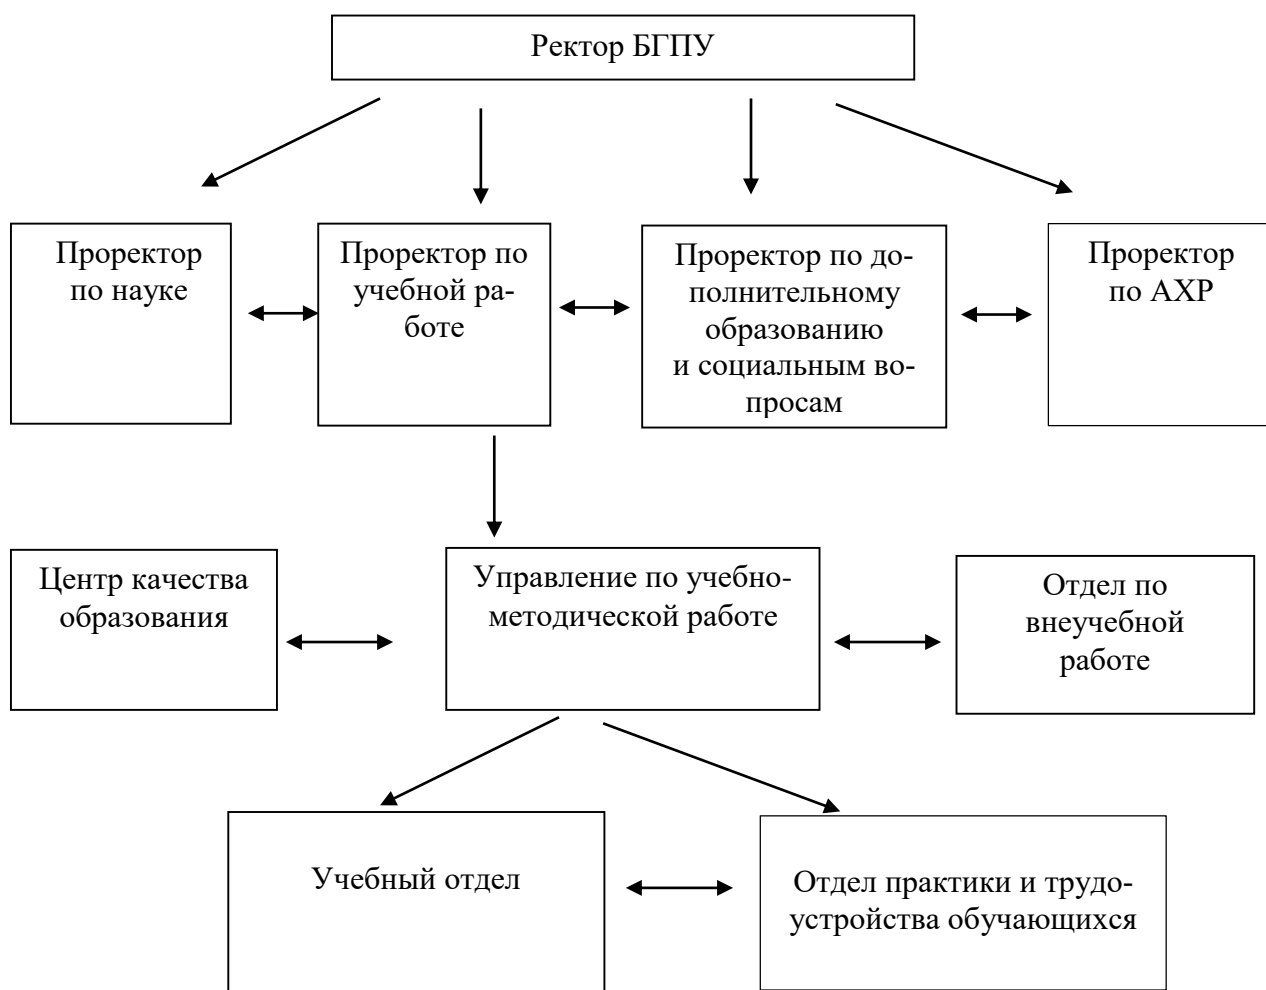 Ректор БГПУ
Проректор
по науке
Проректор по
учебной ра-
боте
Проректор по до-
полнительному
образованию
и социальным во-
просам
Проректор
по АХР
Центр качества
образования
Управление по учебно-
методической работе
Отдел по
внеучебной
работе
Учебный отдел
Отдел практики и трудо-
устройства обучающихся